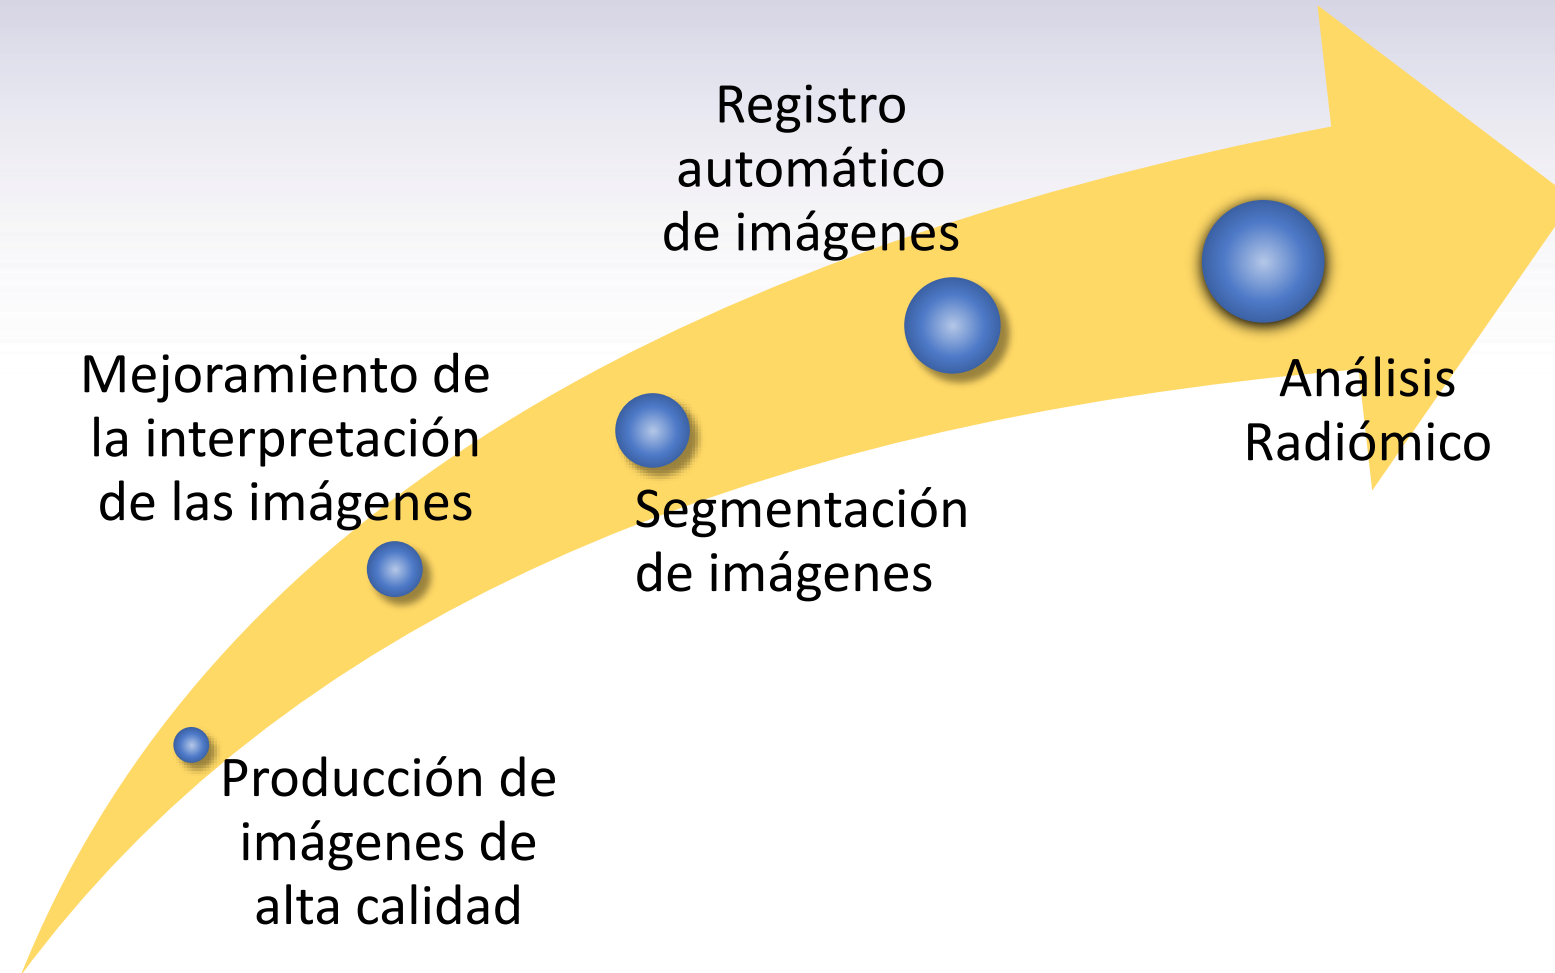 Registro
automático
de imágenes
Mejoramiento de
la interpretación
de las imágenes
Análisis
Radiómico
Segmentación
de imágenes
Producción de
imágenes de
alta calidad